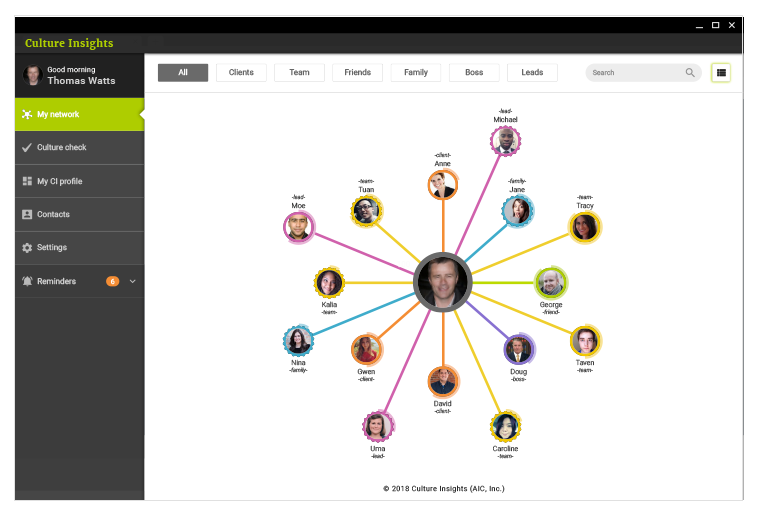 Culture Insights
Good morning
Thomas Watts
My network
Culture check
My CI profile
Contacts
Settings
Reminders 6
All Clients Team Friends Family Boss Leads Search
-lead-
Michael
-client-
Anne
-team-
Tuan
-family-
Jane
-lead-
Moe
-team-
Tracy
Kalia
-team-
George
-friend-
Nina
-family-
Gwen
-client-
Doug
-boss-
Taven
-team-
David
-client-
Uma
-lead-
Caroline
-team-
© 2018 Culture Insights (AIC, Inc.)